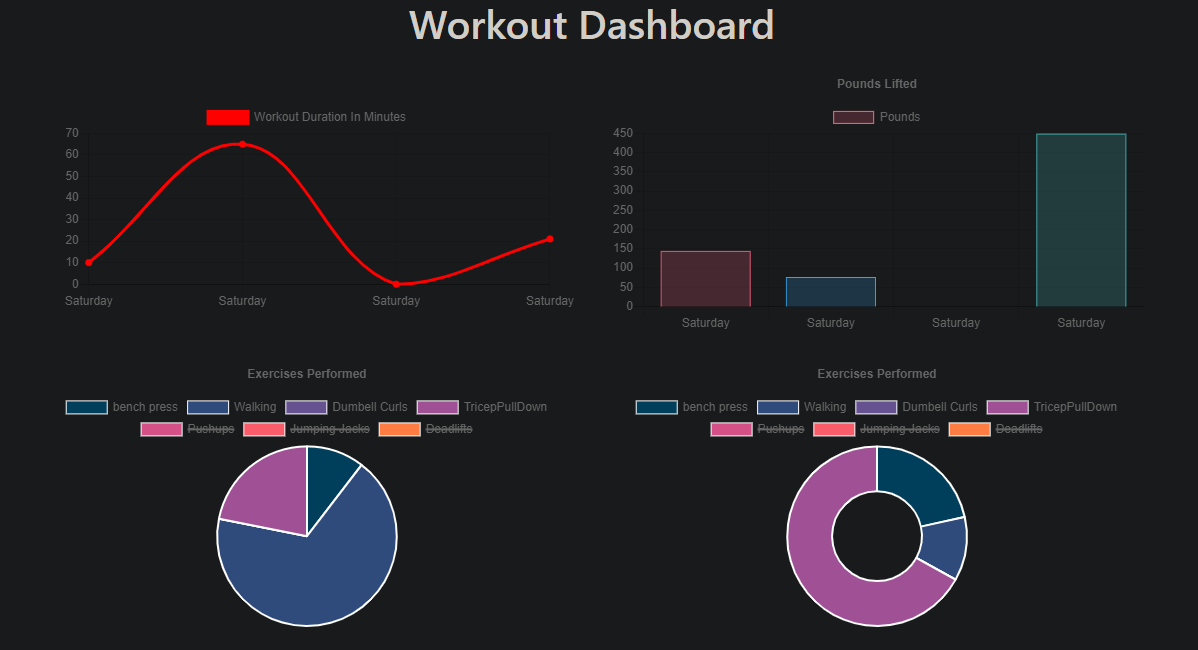 Workout Dashboard
Workout Duration In Minutes
70
60
50
40
30
20
10
0
Saturday Saturday Saturday Saturday
Pounds Lifted
Pounds
450
400
350
300
250
200
150
100
50
0
Saturday Saturday Saturday Saturday
Exercises Performed
bench press Walking Dumbell Curls TricepPullDown
Pushups Jumping Jacks Deadlifts
Exercises Performed
bench press Walking Dumbell Curls TricepPullDown
Pushups Jumping Jacks Deadlifts